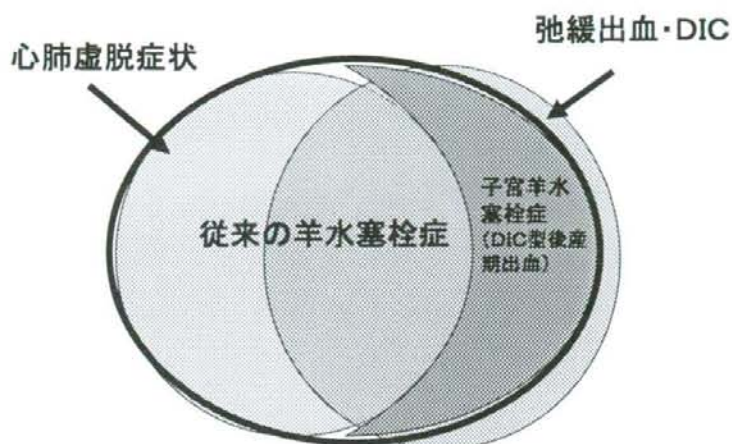 弛緩出血・DIC
心肺虚脱症状
従来の羊水塞栓症
子宮羊水
塞栓症
(DIC型後産
期出血)